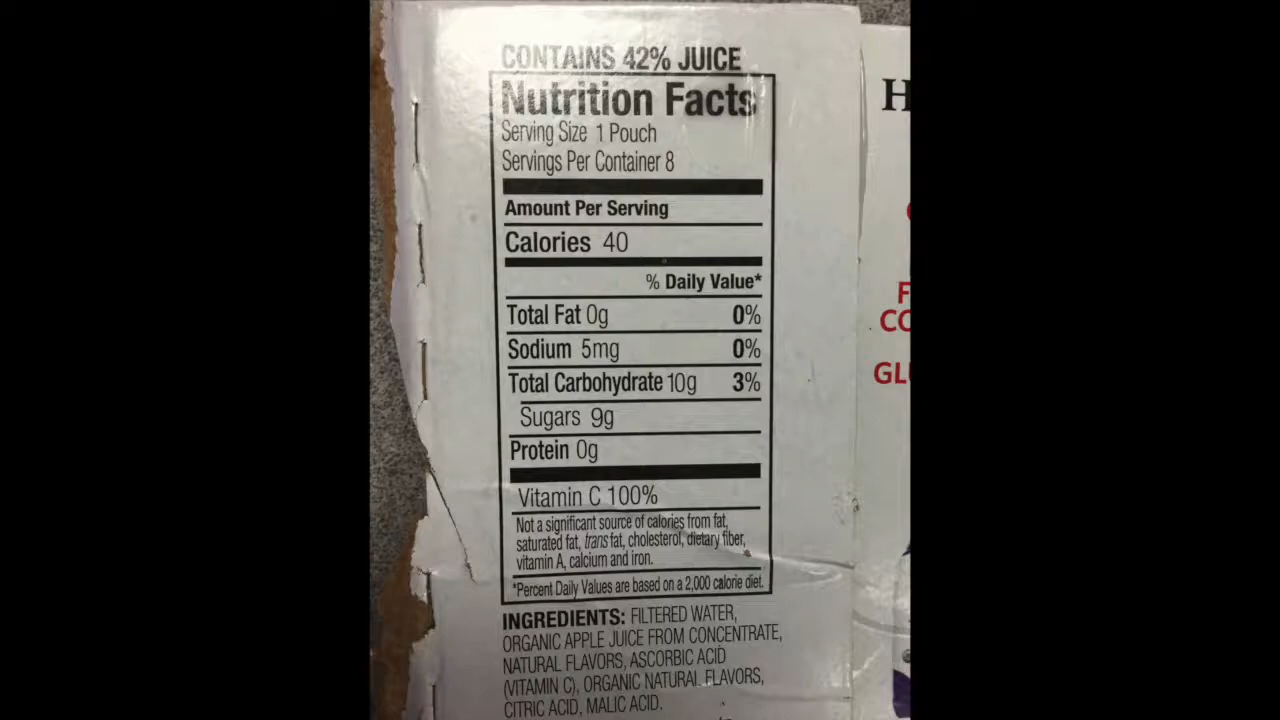 CONTAINS 42% JUICE
Nutrition Facts
Serving Size 1 Pouch
Servings Per Container 8
Amount Per Serving
Calories 40
% Daily Value*
Total Fat 0g 0%
Sodium 5mg 0%
Total Carbohydrate 10g 3%
Sugars 9g
Protein 0g
Vitamin C 100%
Not a significant source of calories from fat,
saturated fat, trans fat, cholesterol, dietary fiber,
vitamin A, calcium and iron.
*Percent Daily Values are based on a 2,000 calorie diet.
INGREDIENTS: FILTERED WATER,
ORGANIC APPLE JUICE FROM CONCENTRATE,
NATURAL FLAVORS, ASCORBIC ACID
(VITAMIN C), ORGANIC NATURAL FLAVORS,
CITRIC ACID, MALIC ACID.